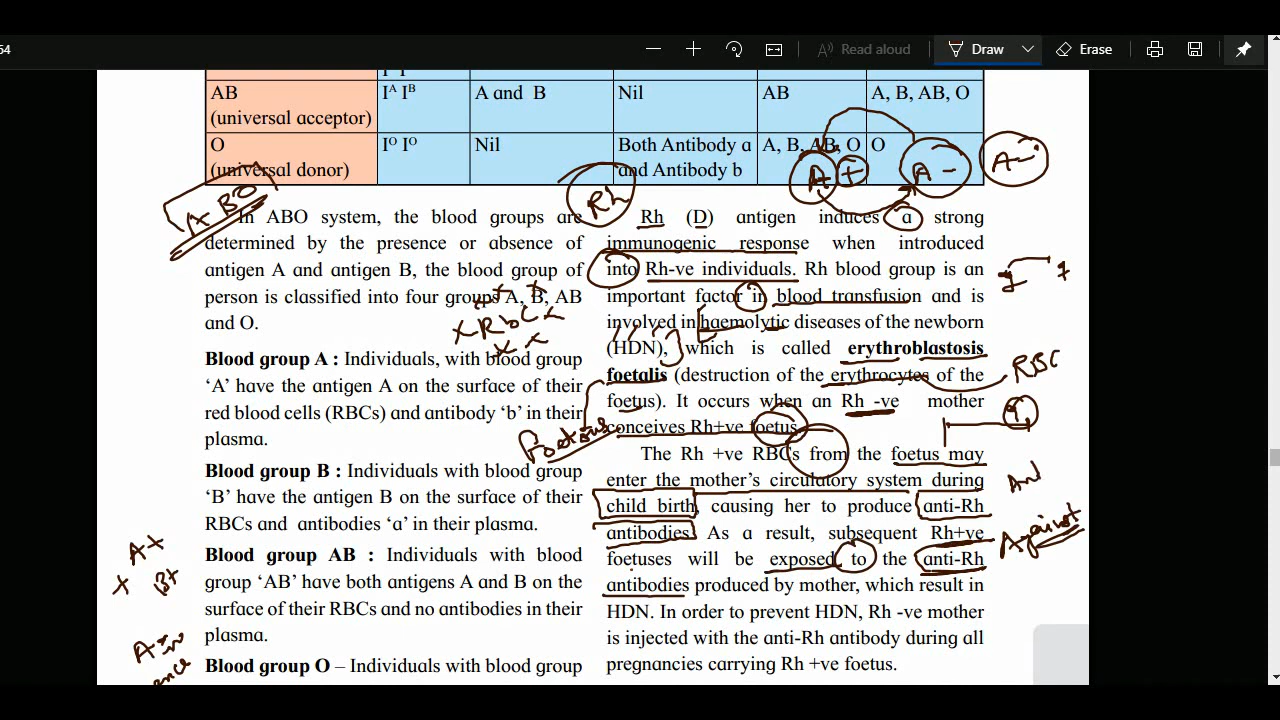 54
Read aloud
Draw
Erase
AB
(universal acceptor)
Iᴬ Iᴮ
A and B
Nil
AB
A, B, AB, O
O
(universal donor)
Iᴼ Iᴼ
Nil
Both Antibody a
and Antibody b
A, B, AB, O
O
A +
A -
A -
Rh
In ABO system, the blood groups are
determined by the presence or absence of
antigen A and antigen B, the blood group of
person is classified into four groups A, B, AB
and O.
Blood group A : Individuals, with blood group
‘A’ have the antigen A on the surface of their
red blood cells (RBCs) and antibody ‘b’ in their
plasma.
Blood group B : Individuals with blood group
‘B’ have the antigen B on the surface of their
RBCs and antibodies ‘a’ in their plasma.
Blood group AB : Individuals with blood
group ‘AB’ have both antigens A and B on the
surface of their RBCs and no antibodies in their
plasma.
Blood group O – Individuals with blood group
Rh (D) antigen induces a strong
immunogenic response when introduced
into Rh-ve individuals. Rh blood group is an
important factor in blood transfusion and is
involved in haemolytic diseases of the newborn
(HDN), which is called erythroblastosis
foetalis (destruction of the erythrocytes of the
foetus). It occurs when an Rh -ve mother
conceives Rh+ve foetus.
The Rh +ve RBCs from the foetus may
enter the mother’s circulatory system during
child birth, causing her to produce anti-Rh
antibodies. As a result, subsequent Rh+ve
foetuses will be exposed to the anti-Rh
antibodies produced by mother, which result in
HDN. In order to prevent HDN, Rh -ve mother
is injected with the anti-Rh antibody during all
pregnancies carrying Rh +ve foetus.
RBC
Against